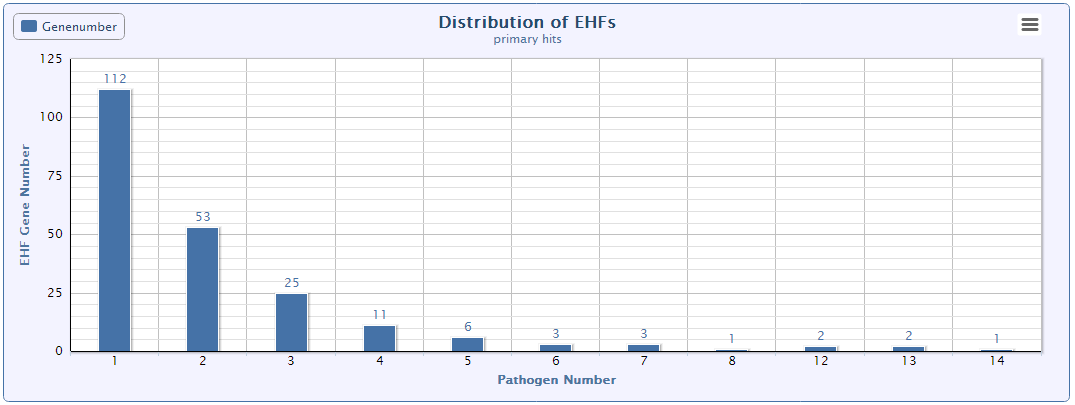 Genenumber
Distribution of EHFs
primary hits
EHF Gene Number
125
100
75
50
25
0
112
53
25
11
6
3
3
1
2
2
1
1 2 3 4 5 6 7 8 12 13 14
Pathogen Number